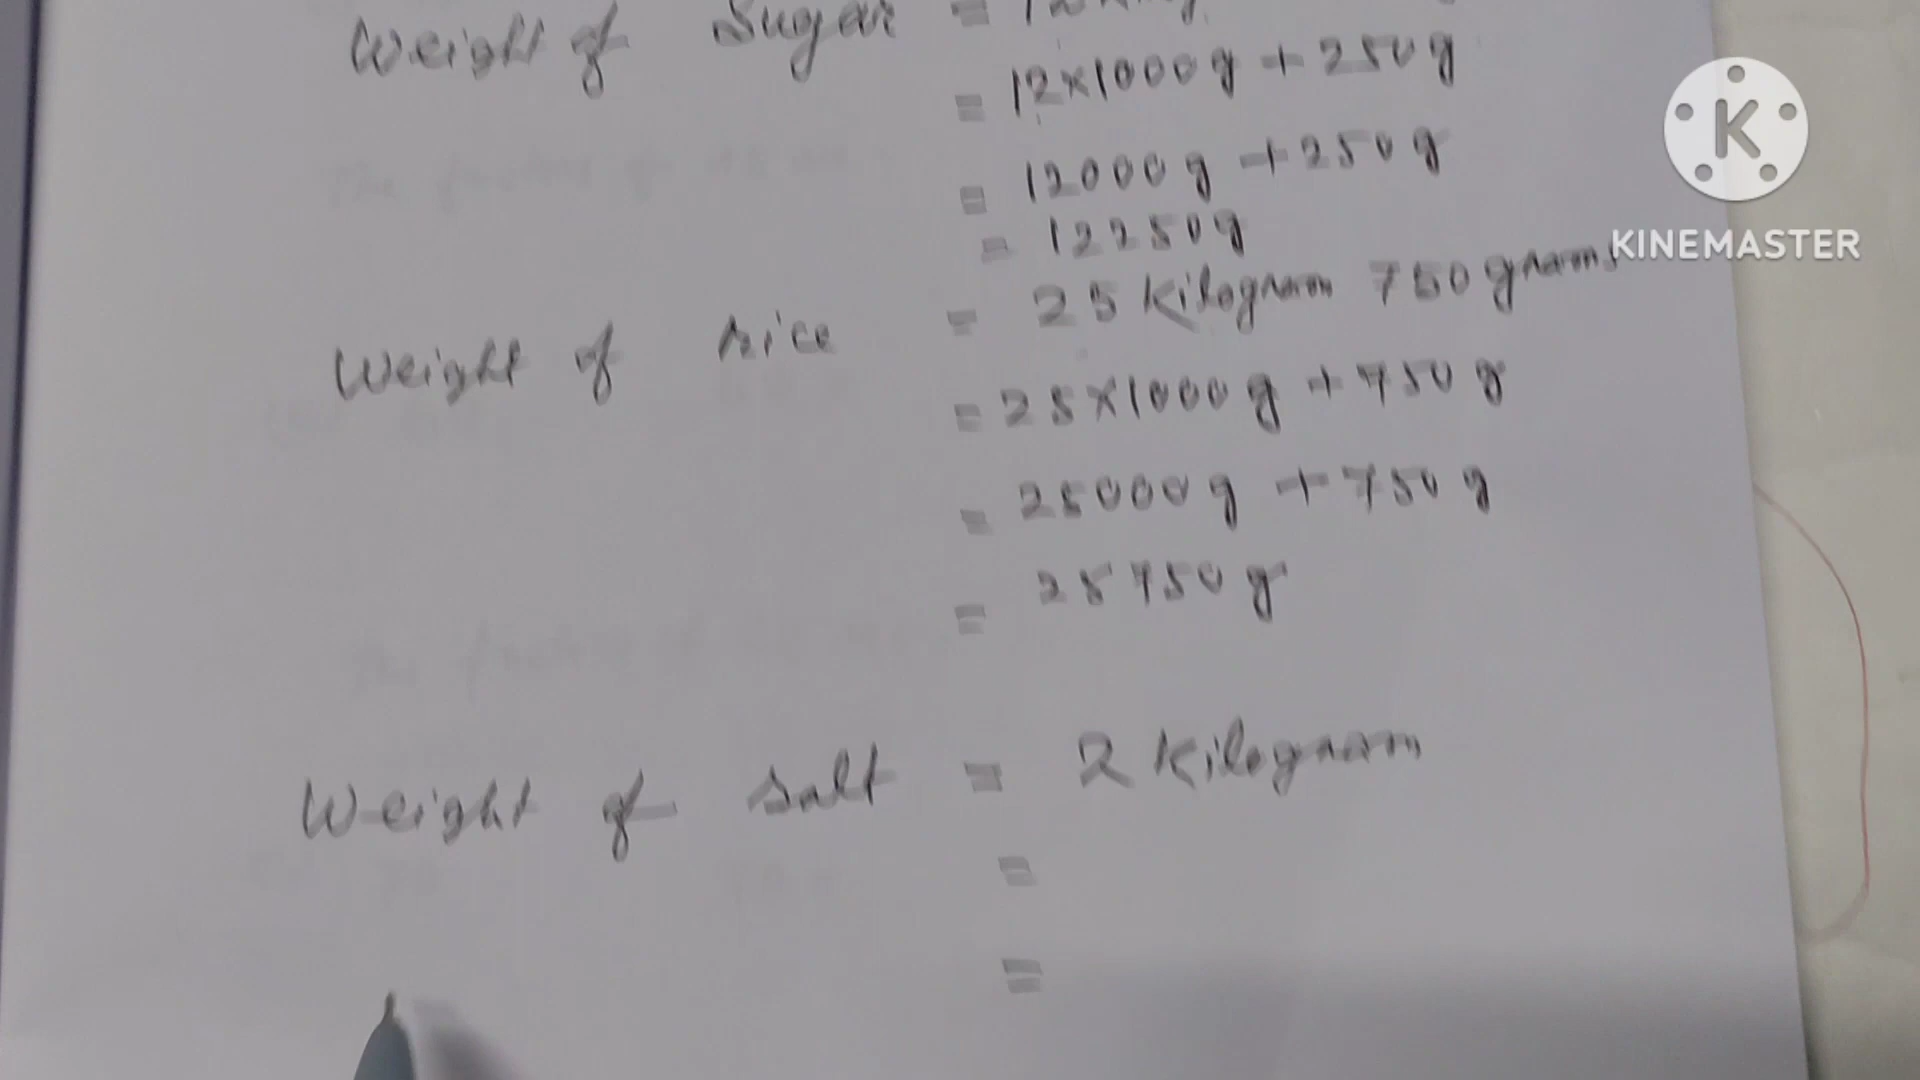 Weight of Sugar = 12
= 12×1000g + 250g
= 12000g + 250g
= 12250g
Weight of rice = 25 Kilogram 750 grams
= 25×1000g + 750g
= 25000g + 750g
= 25750g
Weight of salt = 2 Kilogram
=
=
K
KINEMASTER